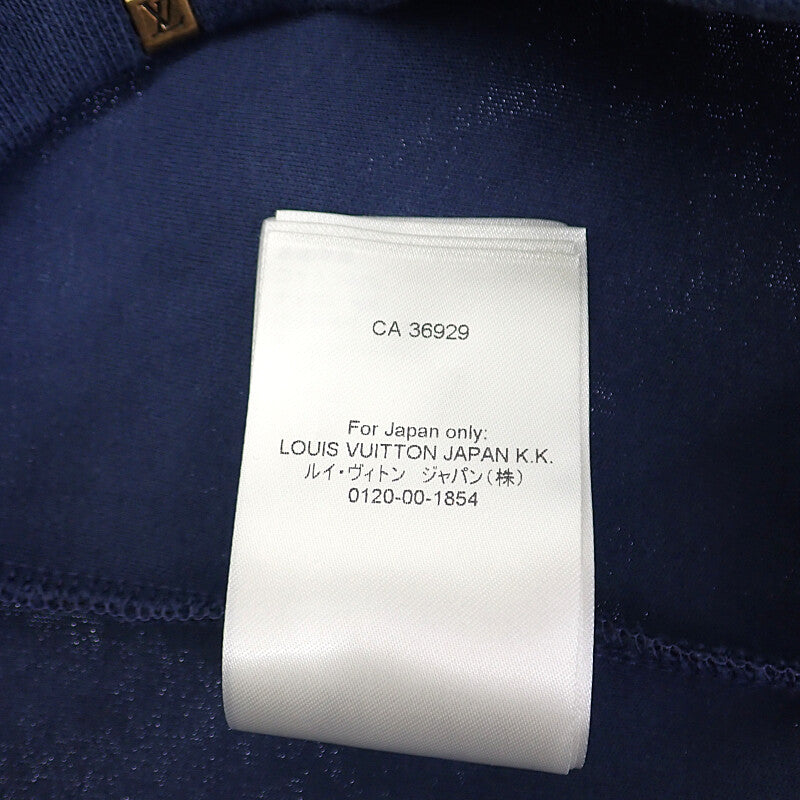 LV
CA 36929
For Japan only:
LOUIS VUITTON JAPAN K.K.
ルイ・ヴィトン ジャパン(株)
0120-00-1854